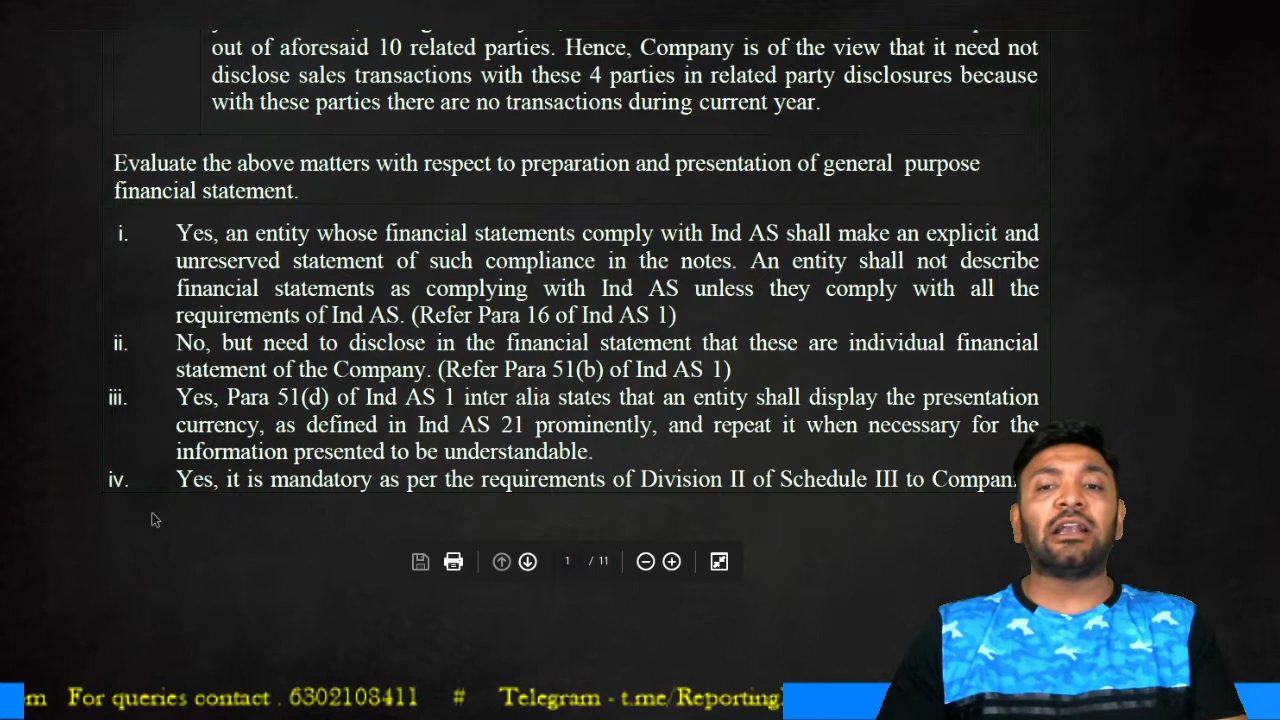 out of aforesaid 10 related parties. Hence, Company is of the view that it need not
disclose sales transactions with these 4 parties in related party disclosures because
with these parties there are no transactions during current year.
Evaluate the above matters with respect to preparation and presentation of general purpose
financial statement.
i. Yes, an entity whose financial statements comply with Ind AS shall make an explicit and
unreserved statement of such compliance in the notes. An entity shall not describe
financial statements as complying with Ind AS unless they comply with all the
requirements of Ind AS. (Refer Para 16 of Ind AS 1)
ii. No, but need to disclose in the financial statement that these are individual financial
statement of the Company. (Refer Para 51(b) of Ind AS 1)
iii. Yes, Para 51(d) of Ind AS 1 inter alia states that an entity shall display the presentation
currency, as defined in Ind AS 21 prominently, and repeat it when necessary for the
information presented to be understandable.
iv. Yes, it is mandatory as per the requirements of Division II of Schedule III to
1 / 11
m For queries contact . 6302108411 # Telegram - t.me/Reporting